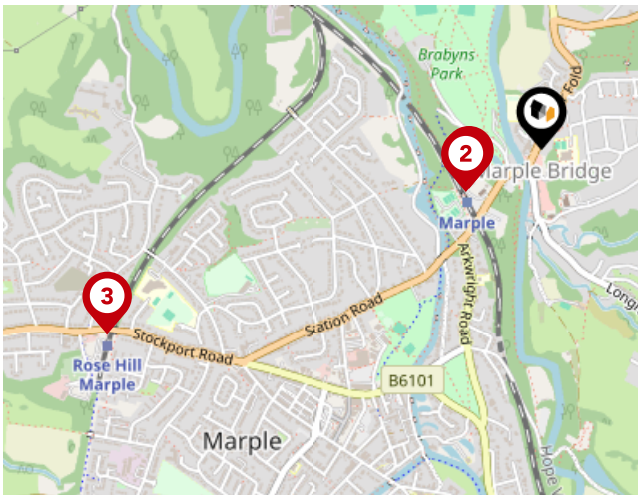 Brabyns
Park
Fold
2
arple Bridge
Marple
Arkwright Road
3
Station Road
Stockport Road
Rose Hill
Marple
B6101
Marple
Longh
Hope